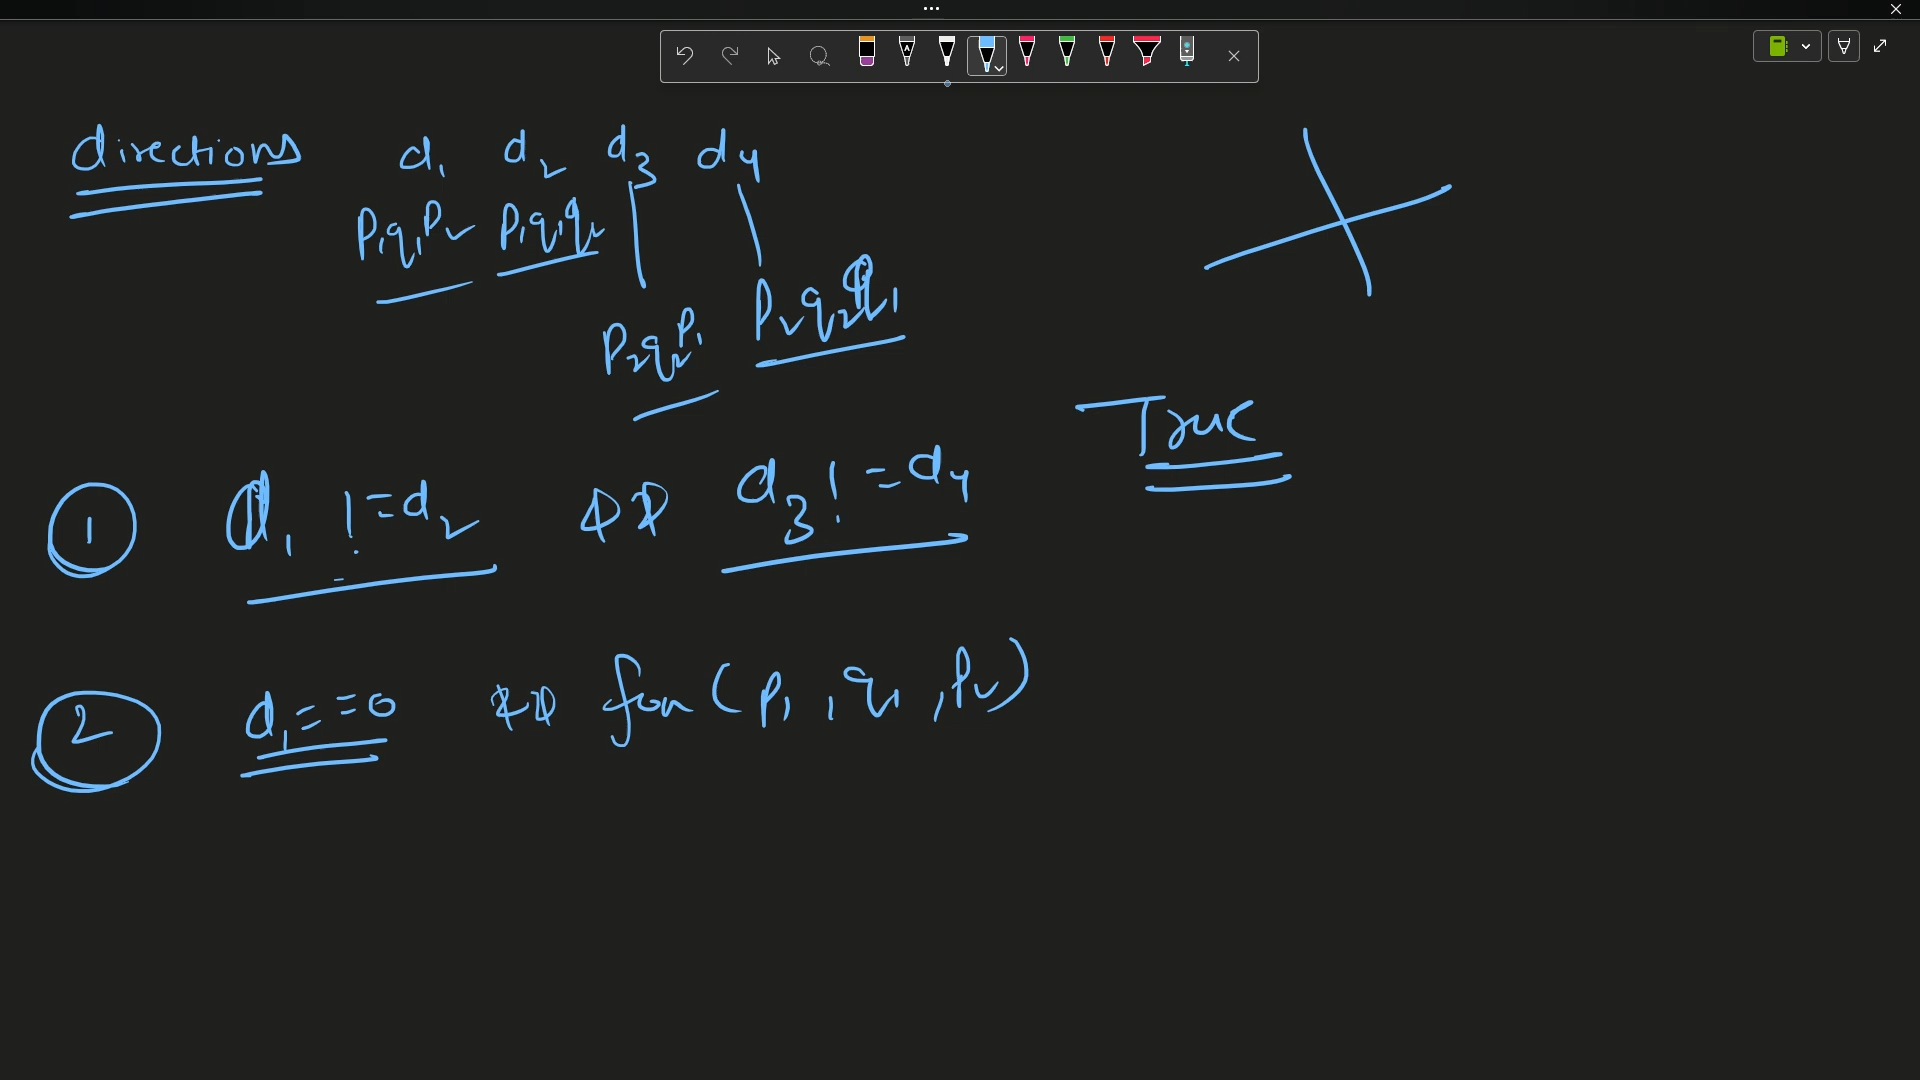 directions d1 d2 d3 d4
p1q1p2 p1q1q2
p2q2p1 p2q2q1
True
1 d1 != d2 && d3 != d4
2 d1 == 0 && fon(p1, q1, p2)